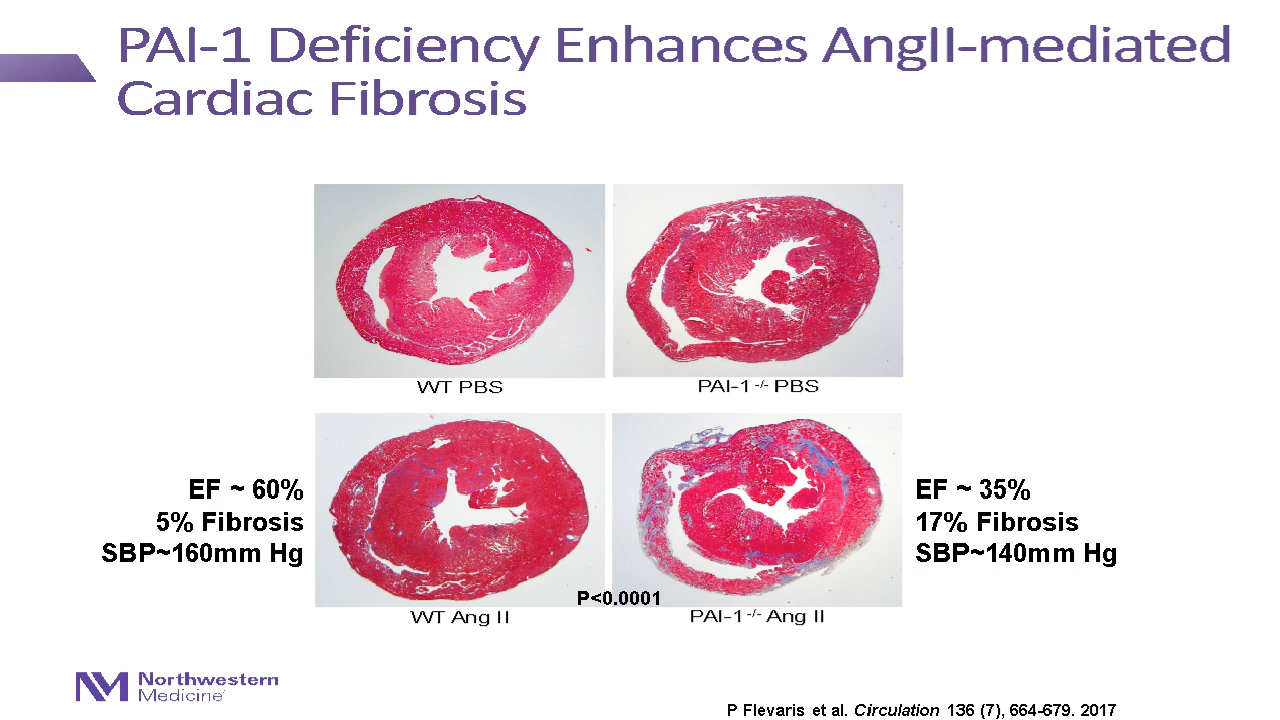 PAI-1 Deficiency Enhances AngII-mediated
Cardiac Fibrosis
WT PBS
PAI-1 -/- PBS
EF ~ 60%
5% Fibrosis
SBP~160mm Hg
EF ~ 35%
17% Fibrosis
SBP~140mm Hg
P<0.0001
WT Ang II
PAI-1 -/- Ang II
Northwestern
Medicine
P Flevaris et al. Circulation 136 (7), 664-679. 2017